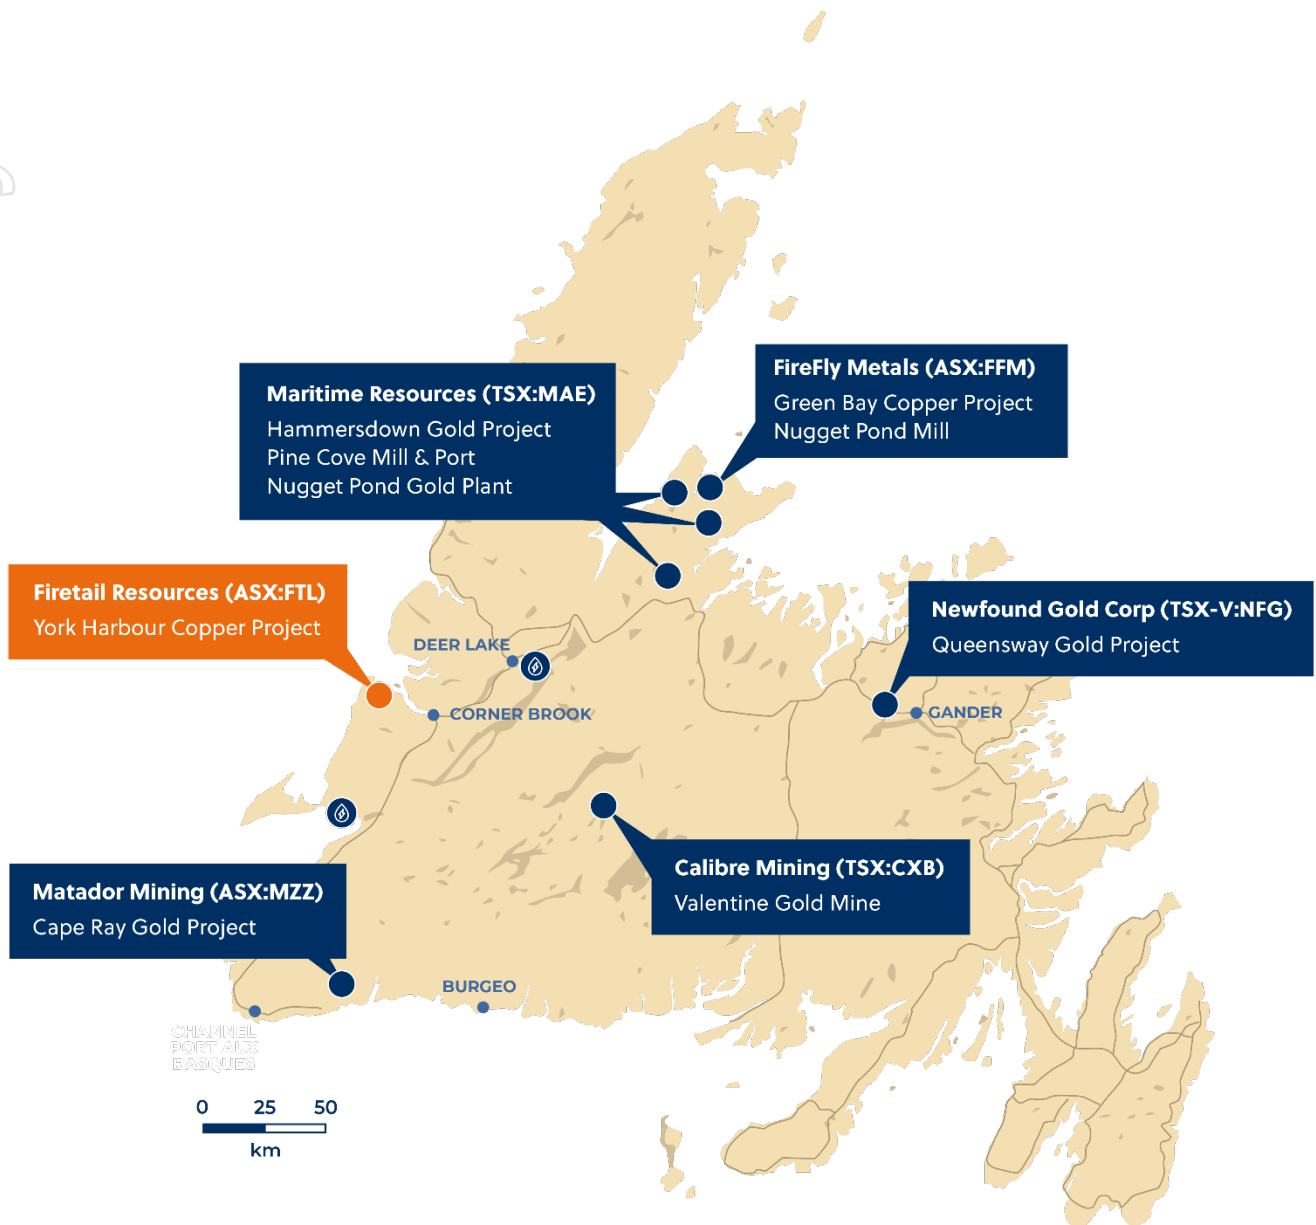 FireFly Metals (ASX:FFM)
Green Bay Copper Project
Nugget Pond Mill
Maritime Resources (TSX:MAE)
Hammersdown Gold Project
Pine Cove Mill & Port
Nugget Pond Gold Plant
Firetail Resources (ASX:FTL)
York Harbour Copper Project
Newfound Gold Corp (TSX-V:NFG)
Queensway Gold Project
DEER LAKE
CORNER BROOK
GANDER
Calibre Mining (TSX:CXB)
Valentine Gold Mine
Matador Mining (ASX:MZZ)
Cape Ray Gold Project
BURGEO
CHANNEL
PORT AUX
BASQUES
0 25 50
km